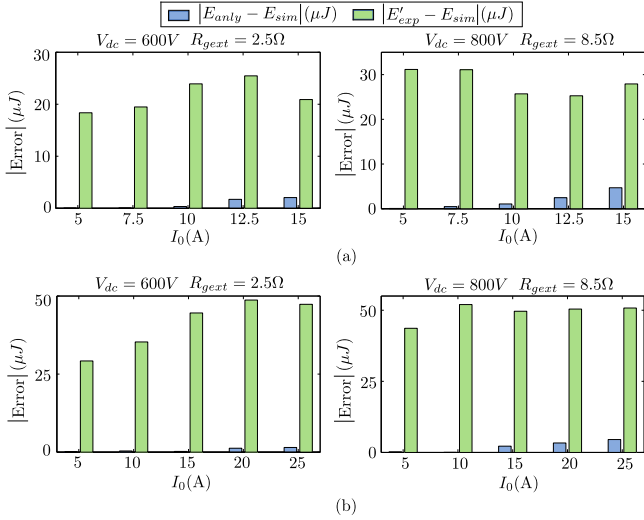 |E_anly − E_sim|(μJ) |E′_exp − E_sim|(μJ)
V_dc = 600V R_gext = 2.5Ω V_dc = 800V R_gext = 8.5Ω
|Error|(μJ) 30 20 10 0 |Error|(μJ) 30 20 10 0
5 7.5 10 12.5 15 5 7.5 10 12.5 15
I_0(A) I_0(A)
(a)
V_dc = 600V R_gext = 2.5Ω V_dc = 800V R_gext = 8.5Ω
|Error|(μJ) 50 25 0 |Error|(μJ) 50 25 0
5 10 15 20 25 5 10 15 20 25
I_0(A) I_0(A)
(b)